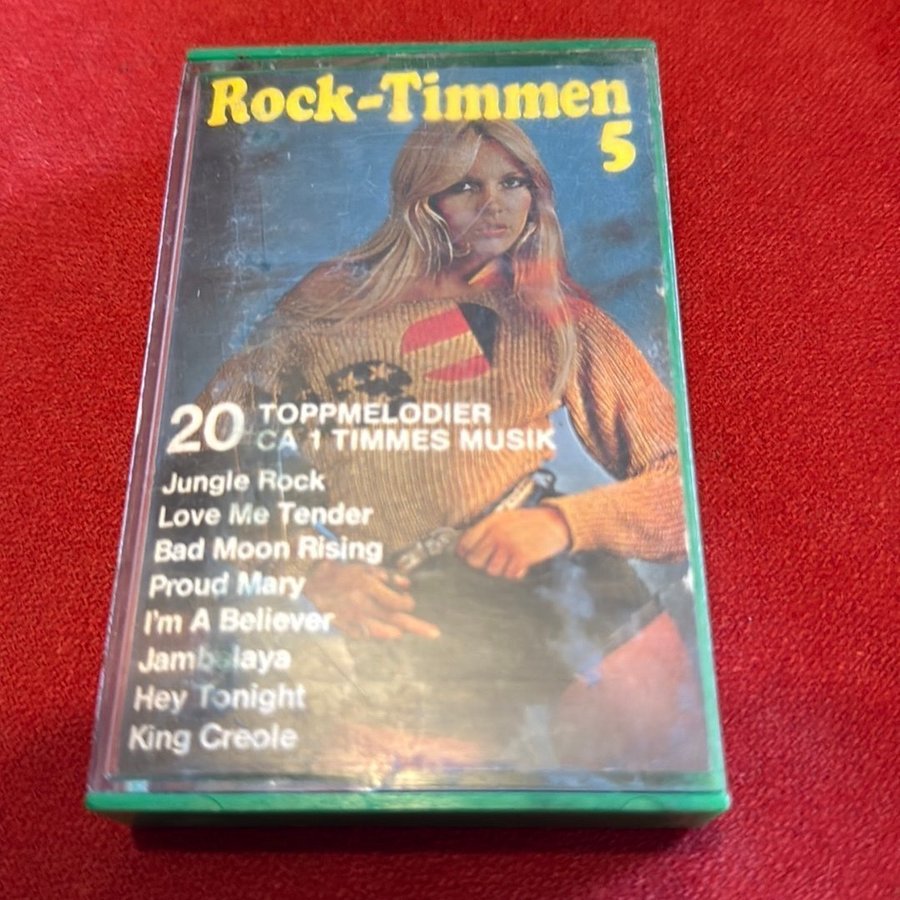 Rock-Timmen
5
20 TOPPMELODIER
CA 1 TIMMES MUSIK
Jungle Rock
Love Me Tender
Bad Moon Rising
Proud Mary
I'm A Believer
Jambalaya
Hey Tonight
King Creole